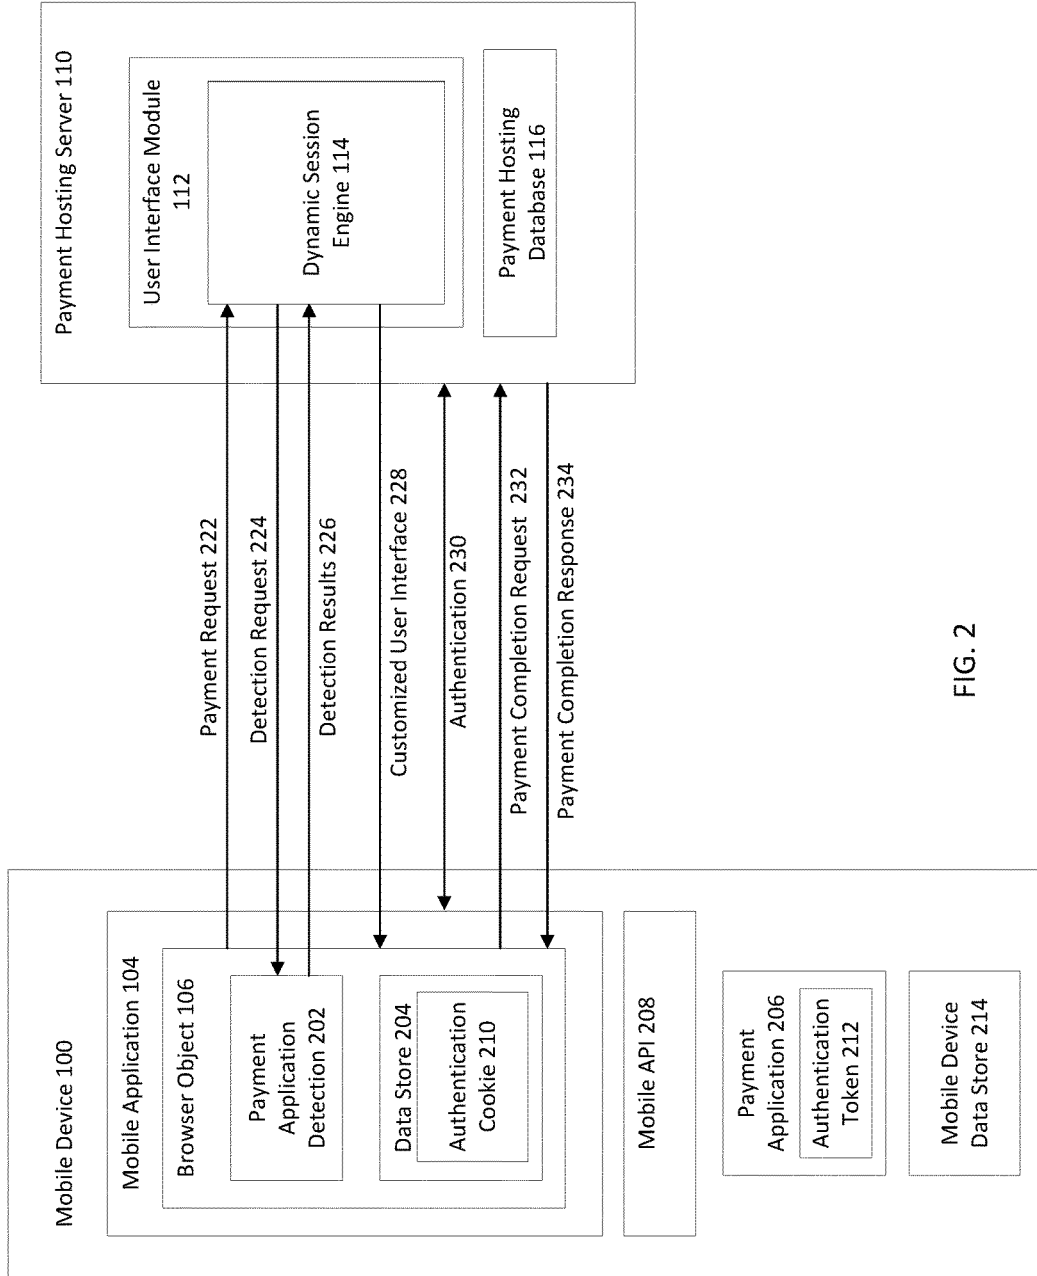 Mobile Device 100
Mobile Application 104
Browser Object 106
Payment
Application
Detection 202
Data Store 204
Authentication
Cookie 210
Mobile API 208
Payment
Application 206
Authentication
Token 212
Mobile Device
Data Store 214
Payment Request 222
Detection Request 224
Detection Results 226
Customized User Interface 228
Authentication 230
Payment Completion Request 232
Payment Completion Response 234
Payment Hosting Server 110
User Interface Module
112
Dynamic Session
Engine 114
Payment Hosting
Database 116
FIG. 2